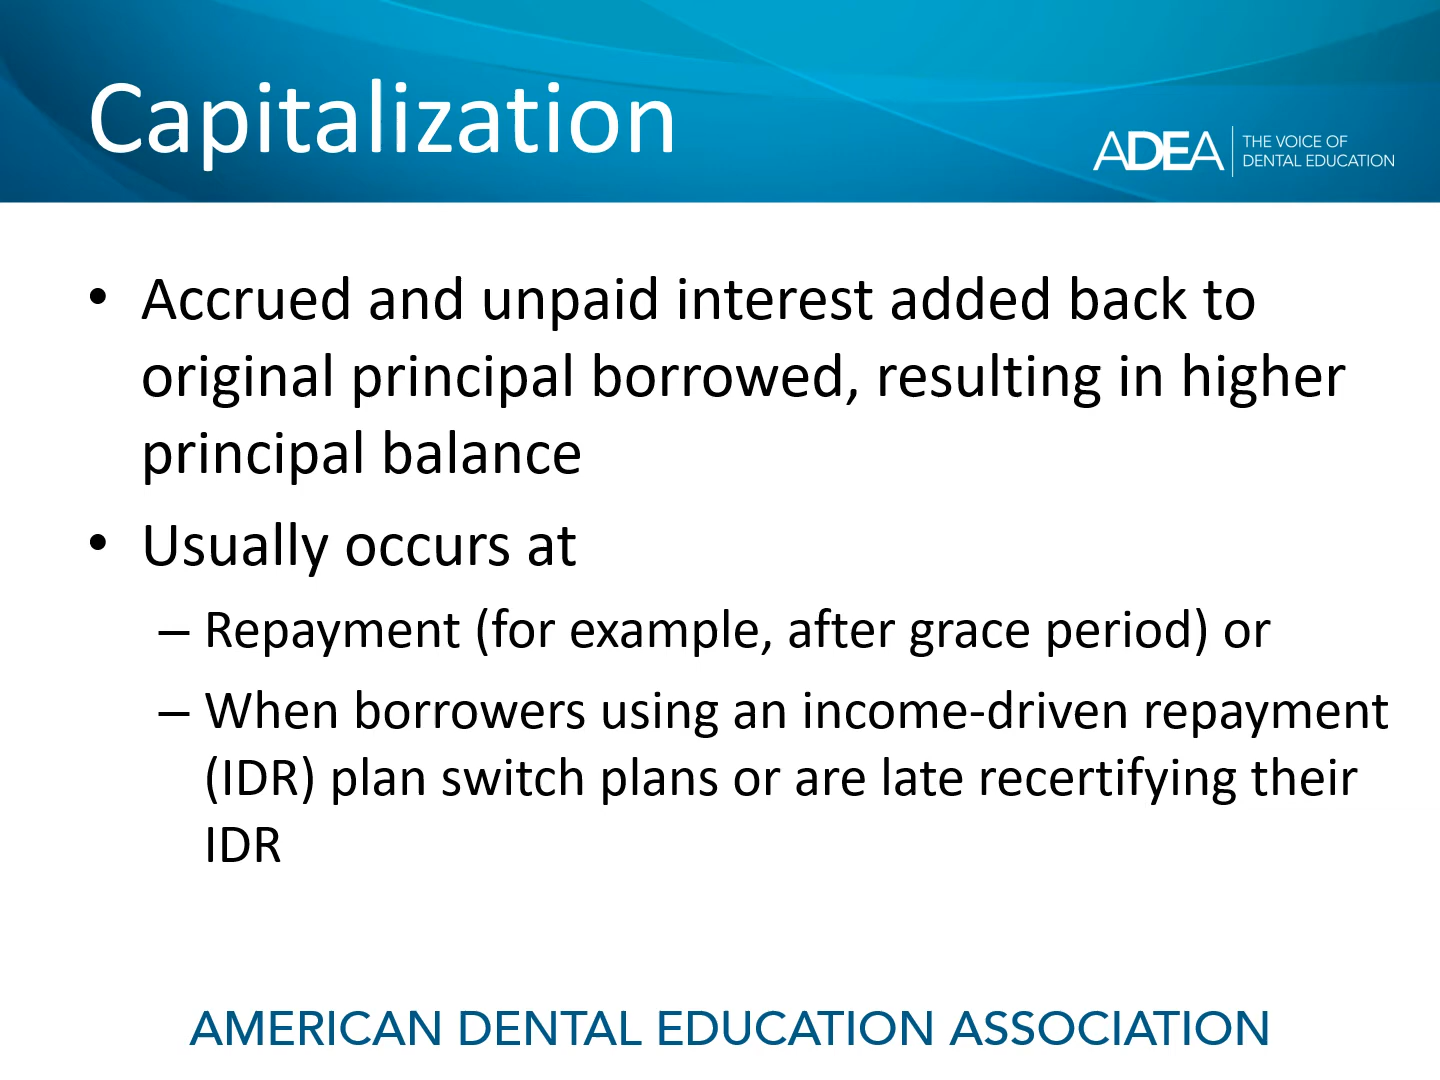 Capitalization
ADEA
THE VOICE OF
DENTAL EDUCATION
• Accrued and unpaid interest added back to
original principal borrowed, resulting in higher
principal balance
• Usually occurs at
– Repayment (for example, after grace period) or
– When borrowers using an income-driven repayment
(IDR) plan switch plans or are late recertifying their
IDR
AMERICAN DENTAL EDUCATION ASSOCIATION